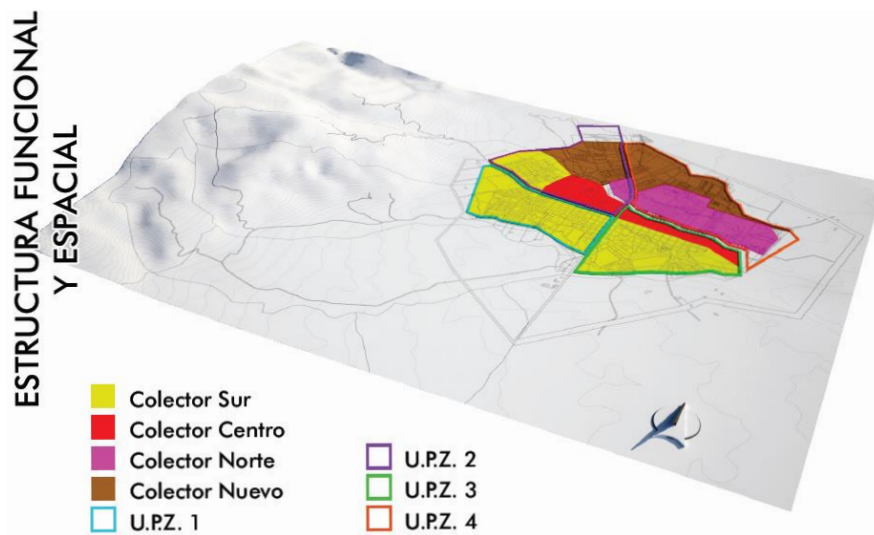 ESTRUCTURA FUNCIONAL
Y ESPACIAL
Colector Sur
Colector Centro
Colector Norte
Colector Nuevo
U.P.Z. 1
U.P.Z. 2
U.P.Z. 3
U.P.Z. 4